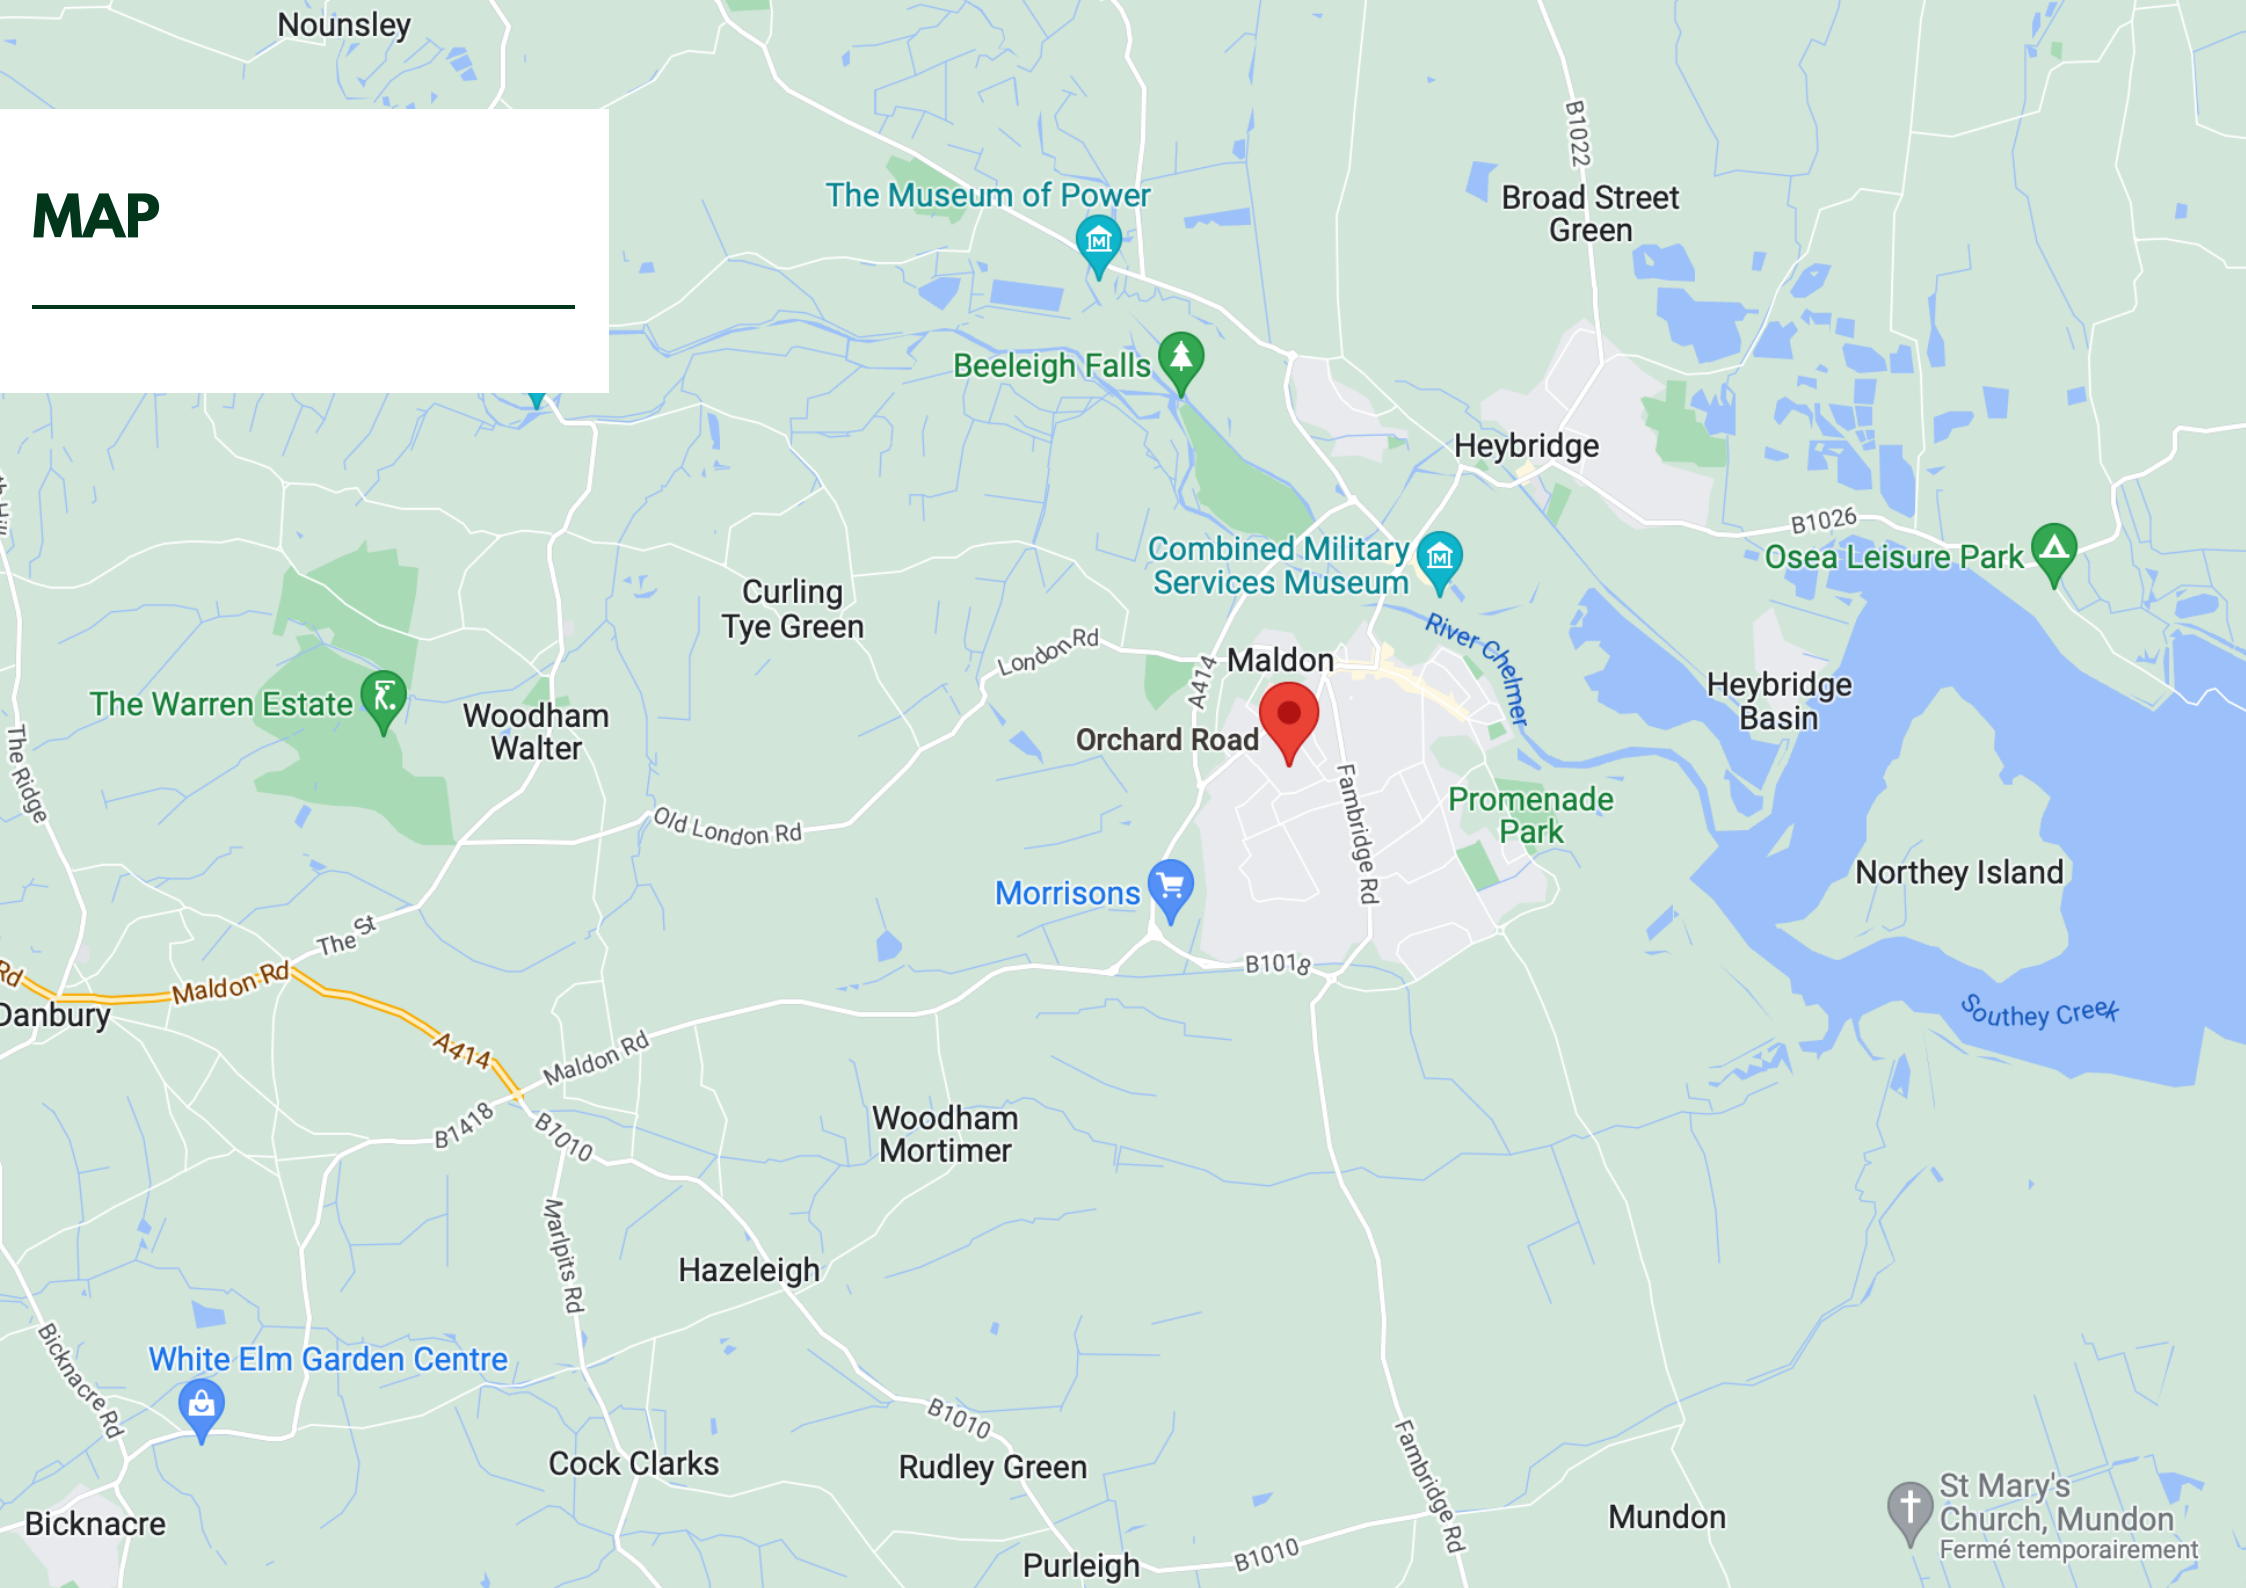 Nounsley
MAP
B1022
The Museum of Power
Broad Street
Green
Beeleigh Falls
Heybridge
B1026
Combined Military
Services Museum
Osea Leisure Park
Curling
Tye Green
River Chelmer
London Rd
A414
Maldon
Heybridge
Basin
The Warren Estate
Woodham
Walter
Orchard Road
The Ridge
Fambridge Rd
Promenade
Park
Old London Rd
Northey Island
Morrisons
The St
B1018
Maldon Rd
Rd
Danbury
Southey Creek
A414
Maldon Rd
B1418
B1010
Woodham
Mortimer
Marlpits Rd
Hazeleigh
Bicknacre Rd
White Elm Garden Centre
B1010
Fambridge Rd
Cock Clarks
Rudley Green
St Mary's
Church, Mundon
Fermé temporairement
Mundon
Bicknacre
B1010
Purleigh